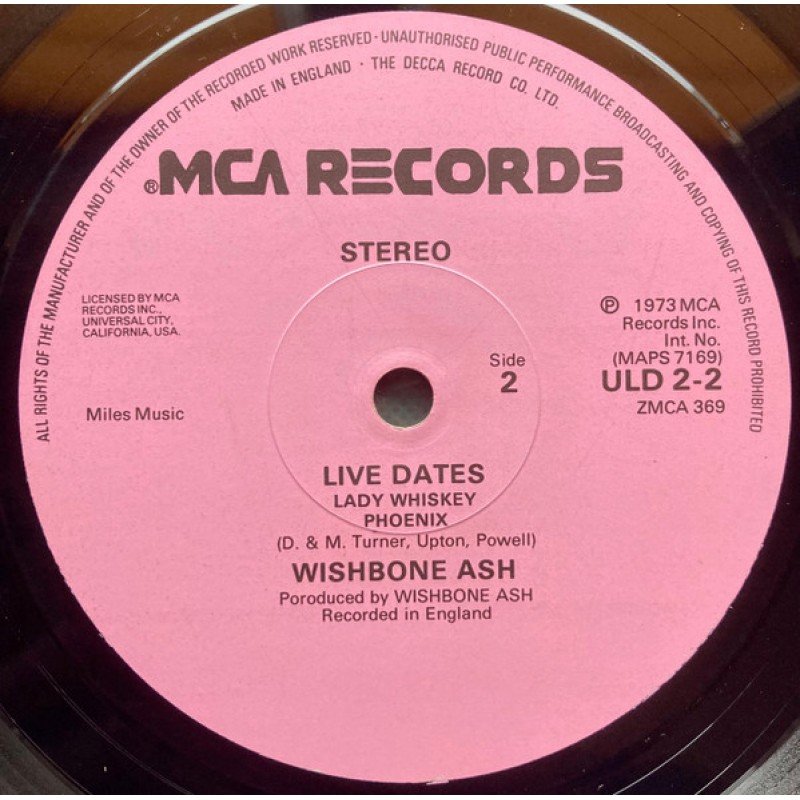 ALL RIGHTS OF THE MANUFACTURER AND OF THE OWNER OF THE RECORDED WORK RESERVED · UNAUTHORISED PUBLIC PERFORMANCE BROADCASTING AND COPYING OF THIS RECORD PROHIBITED
MADE IN ENGLAND · THE DECCA RECORD CO. LTD.
®MCA RECORDS
STEREO
LICENSED BY MCA
RECORDS INC.,
UNIVERSAL CITY,
CALIFORNIA, USA.
Ⓟ 1973 MCA
Records Inc.
Int. No.
(MAPS 7169)
Side
2
ULD 2-2
ZMCA 369
Miles Music
LIVE DATES
LADY WHISKEY
PHOENIX
(D. & M. Turner, Upton, Powell)
WISHBONE ASH
Poroduced by WISHBONE ASH
Recorded in England